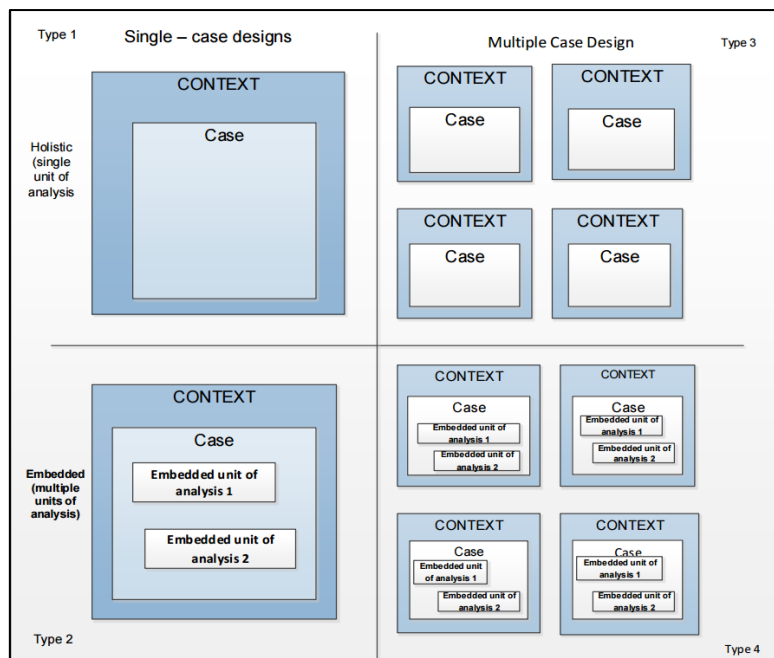 Type 1
Single – case designs
CONTEXT
Case
Holistic
(single
unit of
analysis
Multiple Case Design
Type 3
CONTEXT
Case
CONTEXT
Case
CONTEXT
Case
CONTEXT
Case
Embedded
(multiple
units of
analysis)
CONTEXT
Case
Embedded unit of
analysis 1
Embedded unit of
analysis 2
Type 2
CONTEXT
Case
Embedded unit of
analysis 1
Embedded unit of
analysis 2
CONTEXT
Case
Embedded unit of
analysis 1
Embedded unit of
analysis 2
CONTEXT
Case
Embedded unit
of analysis 1
Embedded unit of
analysis 2
CONTEXT
Case
Embedded unit of
analysis 1
Embedded unit of
analysis 2
Type 4